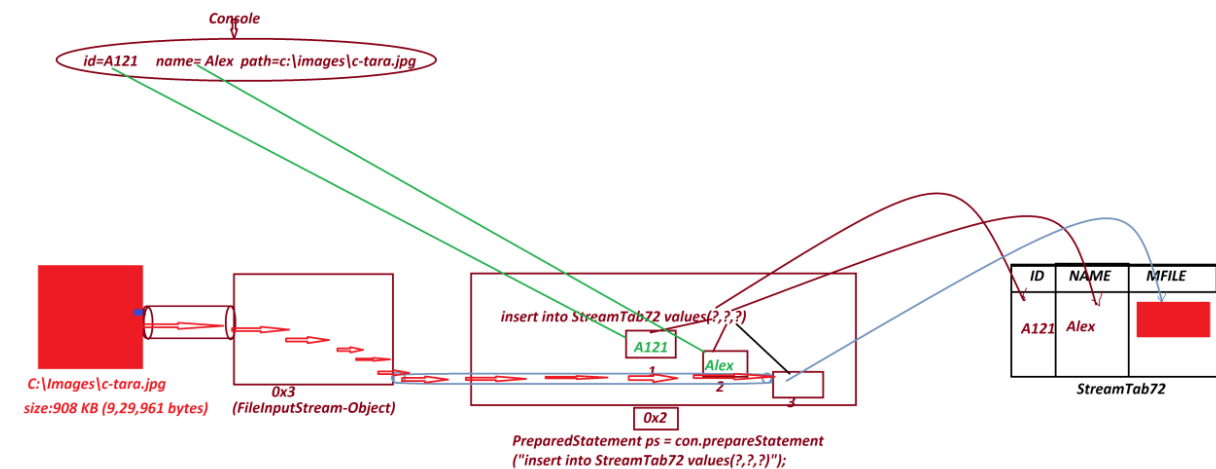 Console
id=A121 name= Alex path=c:\images\c-tara.jpg
insert into StreamTab72 values(?,?,?)
A121
1
Alex
2
3
ID NAME MFILE
A121 Alex
StreamTab72
C:\Images\c-tara.jpg
size:908 KB (9,29,961 bytes)
0x3
(FileInputStream-Object)
0x2
PreparedStatement ps = con.prepareStatement
("insert into StreamTab72 values(?,?,?)");